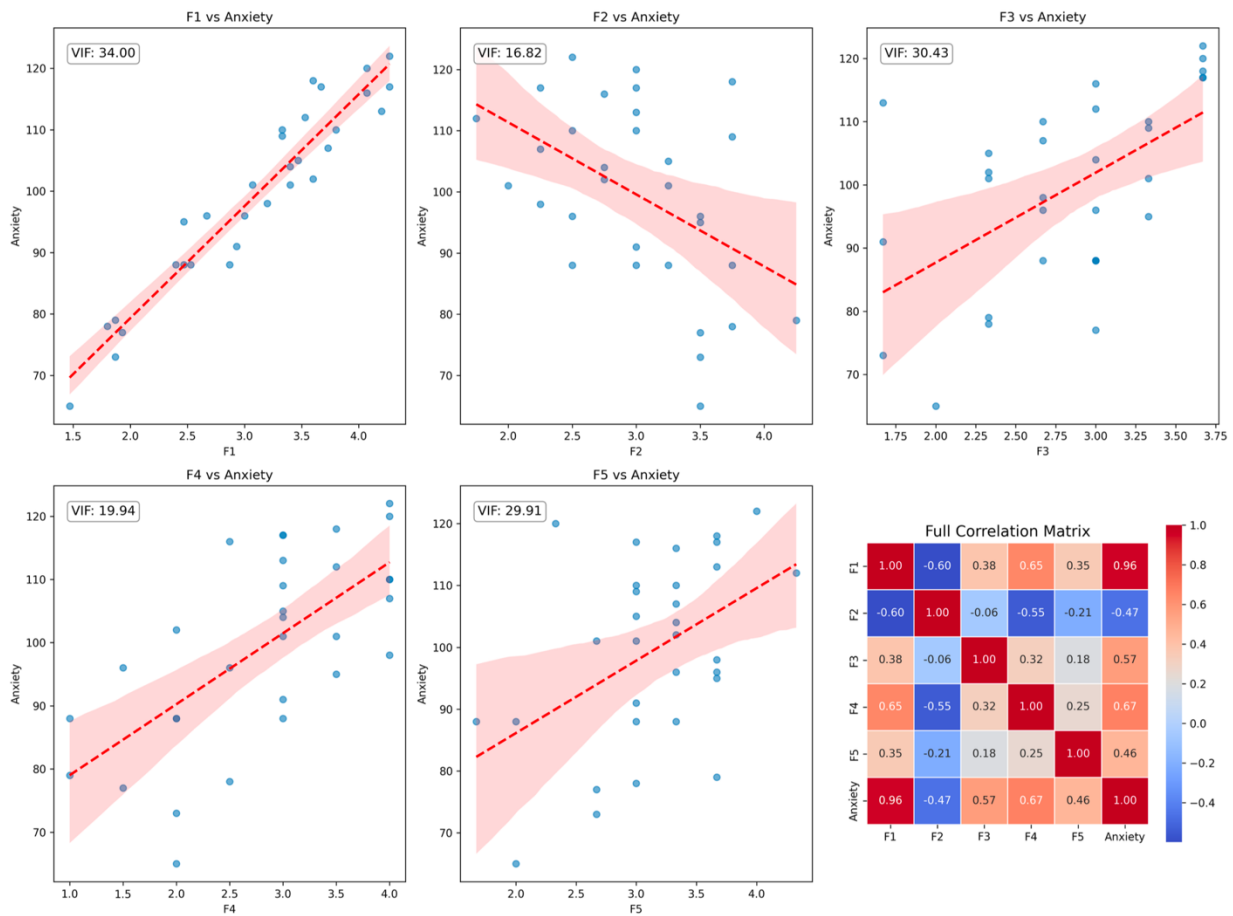 F1 vs Anxiety
VIF: 34.00
120
110
100
90
80
70
Anxiety
1.5 2.0 2.5 3.0 3.5 4.0
F1
F2 vs Anxiety
VIF: 16.82
120
110
100
90
80
70
Anxiety
2.0 2.5 3.0 3.5 4.0
F2
F3 vs Anxiety
VIF: 30.43
120
110
100
90
80
70
Anxiety
1.75 2.00 2.25 2.50 2.75 3.00 3.25 3.50 3.75
F3
F4 vs Anxiety
VIF: 19.94
120
110
100
90
80
70
Anxiety
1.0 1.5 2.0 2.5 3.0 3.5 4.0
F4
F5 vs Anxiety
VIF: 29.91
120
110
100
90
80
70
Anxiety
2.0 2.5 3.0 3.5 4.0
F5
Full Correlation Matrix
F1 1.00 -0.60 0.38 0.65 0.35 0.96
F2 -0.60 1.00 -0.06 -0.55 -0.21 -0.47
F3 0.38 -0.06 1.00 0.32 0.18 0.57
F4 0.65 -0.55 0.32 1.00 0.25 0.67
F5 0.35 -0.21 0.18 0.25 1.00 0.46
Anxiety 0.96 -0.47 0.57 0.67 0.46 1.00
F1 F2 F3 F4 F5 Anxiety
1.0
0.8
0.6
0.4
0.2
0.0
−0.2
−0.4